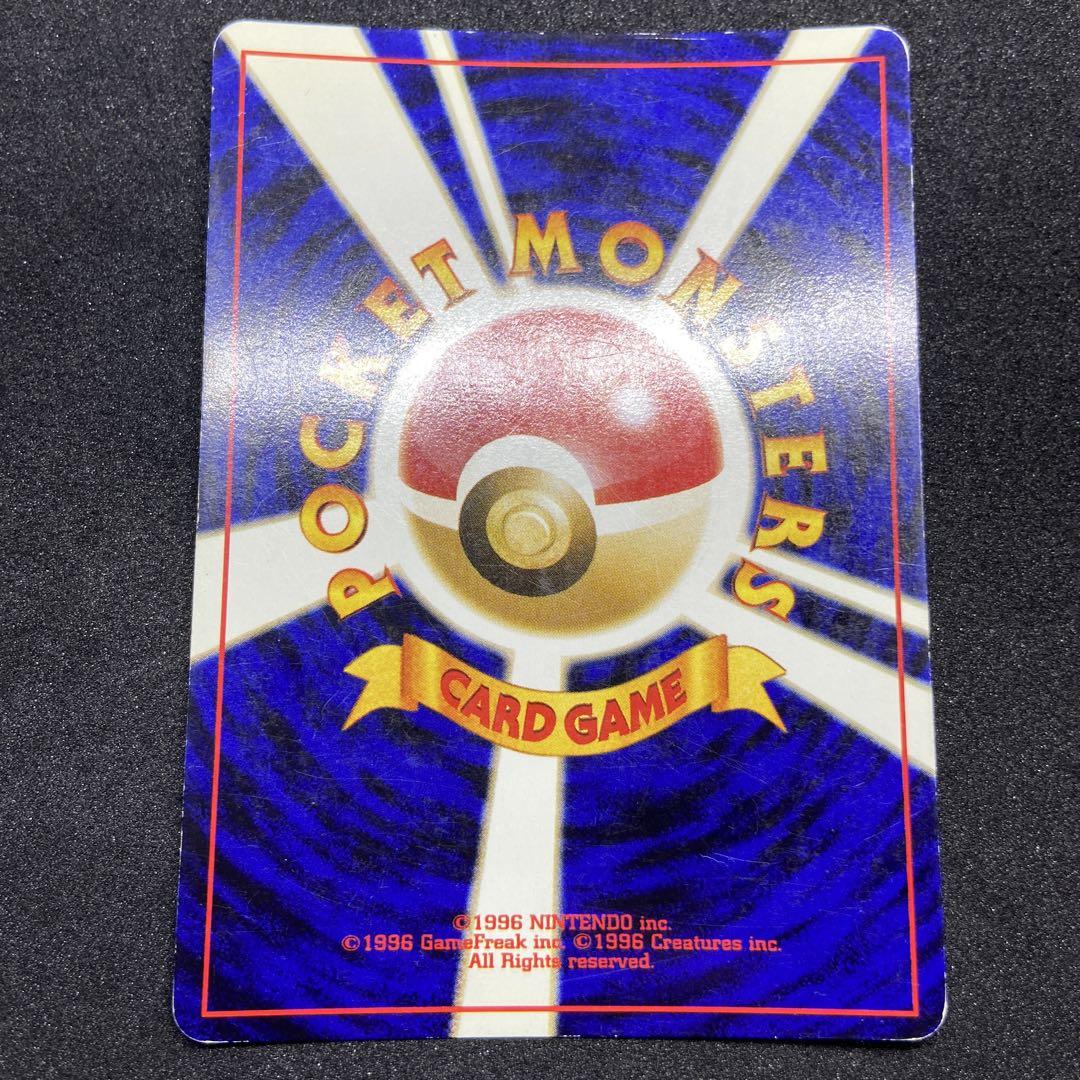 POCKET MONSTERS
CARD GAME
©1996 NINTENDO inc.
©1996 GameFreak inc. ©1996 Creatures inc.
All Rights reserved.